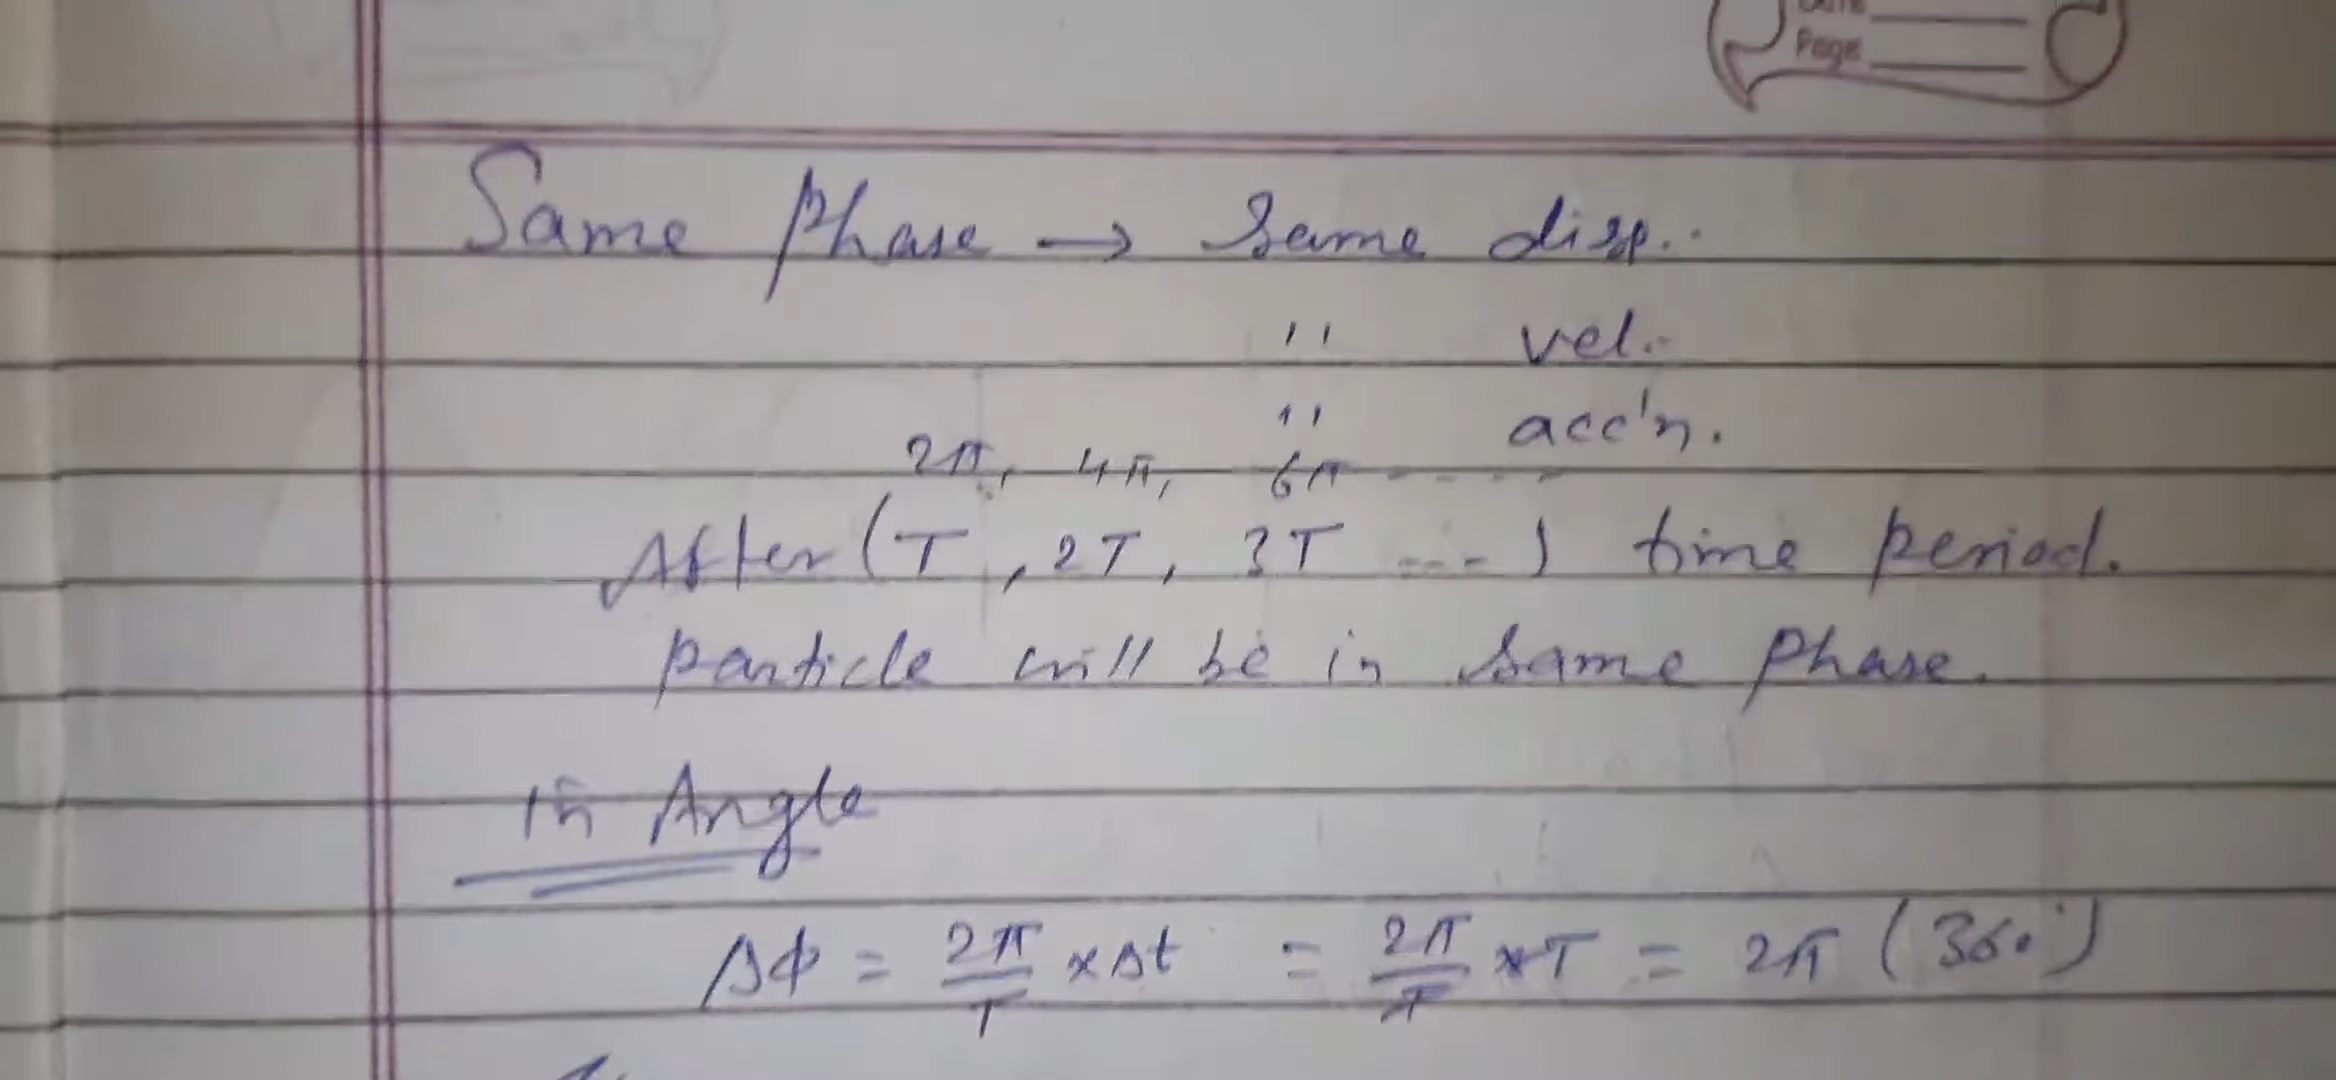 Date
Page
Same Phase → Same disp.
" vel.
" acc'n.
2π, 4π, 6π - - - -
After (T, 2T, 3T ----) time period.
particle will be in same phase.
in Angle
Δϕ = 2π/T × Δt = 2π/T × T = 2π (360°)